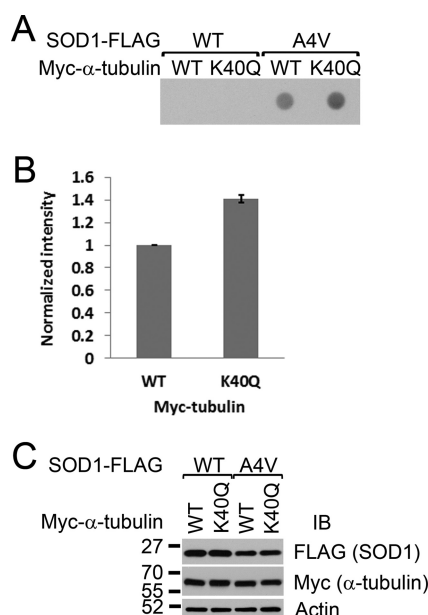 A
SOD1-FLAG WT A4V
Myc-α-tubulin WT K40Q WT K40Q
B
Normalized intensity
1.6
1.4
1.2
1
0.8
0.6
0.4
0.2
0
WT K40Q
Myc-tubulin
C
SOD1-FLAG WT A4V
Myc-α-tubulin WT K40Q WT K40Q IB
27 FLAG (SOD1)
70
Myc (α-tubulin)
55
52 Actin